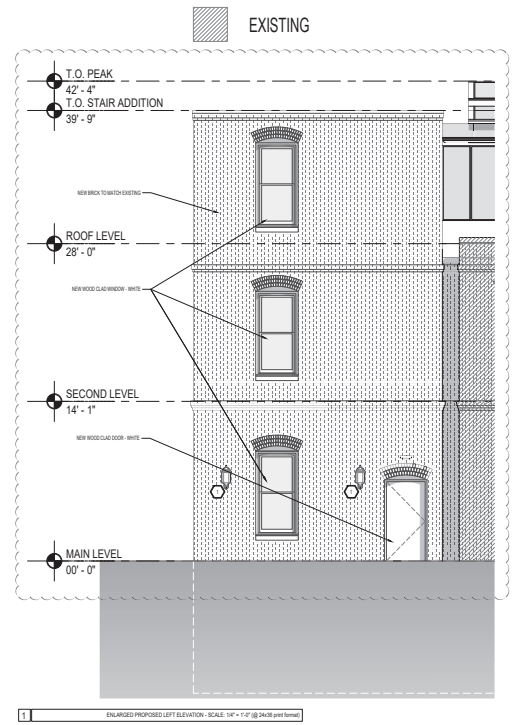 EXISTING
T.O. PEAK
42' - 4"
T.O. STAIR ADDITION
39' - 9"
NEW BRICK TO MATCH EXISTING
ROOF LEVEL
28' - 0"
NEW WOOD CLAD WINDOW - WHITE
SECOND LEVEL
14' - 1"
NEW WOOD CLAD DOOR - WHITE
MAIN LEVEL
00' - 0"
1 ENLARGED PROPOSED LEFT ELEVATION - SCALE: 1/4" = 1'-0" (@ 24x36 print format)